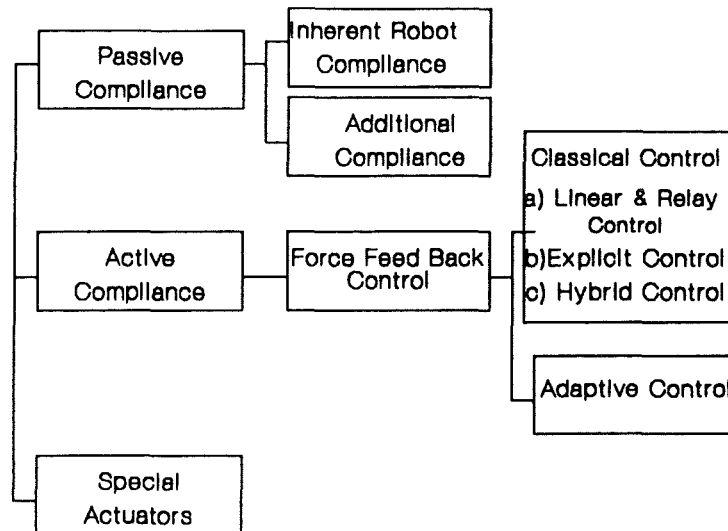 Passive
Compliance
Inherent Robot
Compliance
Additional
Compliance
Active
Compliance
Force Feed Back
Control
Classical Control
a) Linear & Relay
Control
b)Explicit Control
c) Hybrid Control
Adaptive Control
Special
Actuators